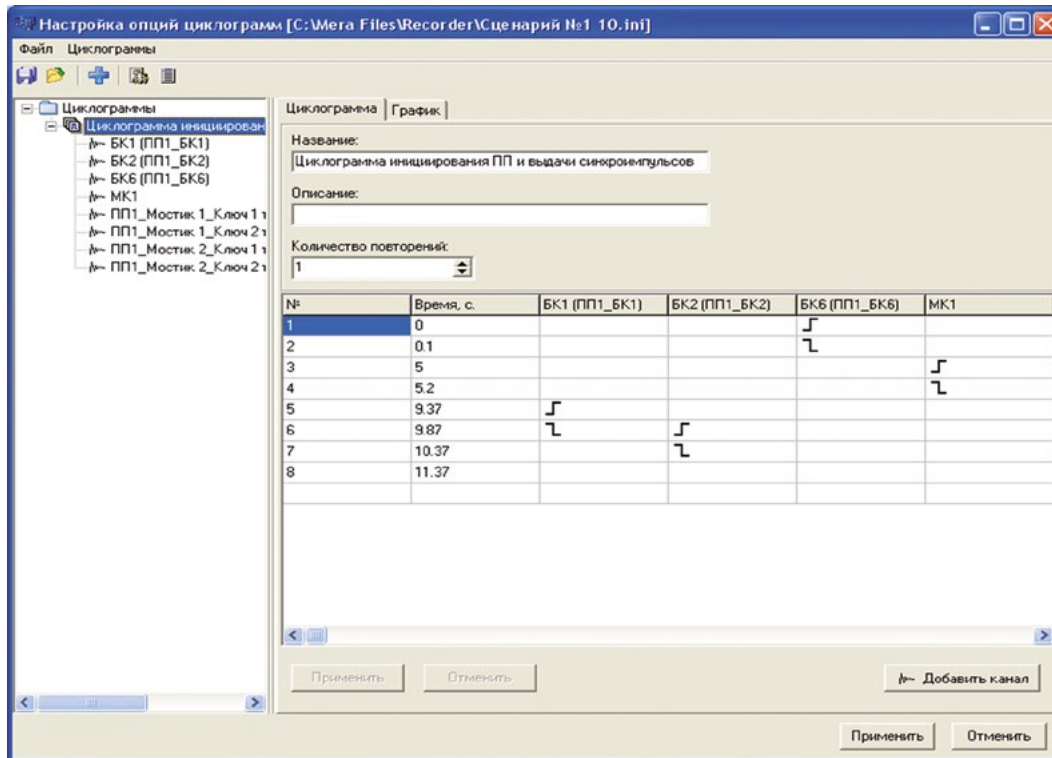 Настройка опций циклограмм [C:\Mera Files\Recorder\Сценарий №1 10.ini]
Файл Циклограммы
Циклограммы
Циклограмма инициирован
БК1 (ПП1_БК1)
БК2 (ПП1_БК2)
БК6 (ПП1_БК6)
МК1
ПП1_Мостик 1_Ключ 1 т
ПП1_Мостик 1_Ключ 2 т
ПП1_Мостик 2_Ключ 1 т
ПП1_Мостик 2_Ключ 2 т
Циклограмма График
Название:
Циклограмма инициирования ПП и выдачи синхроимпульсов
Описание:
Количество повторений:
1
№ Время, с. БК1 (ПП1_БК1) БК2 (ПП1_БК2) БК6 (ПП1_БК6) МК1
1 0
2 0.1
3 5
4 5.2
5 9.37
6 9.87
7 10.37
8 11.37
Применить Отменить Добавить канал
Применить Отменить